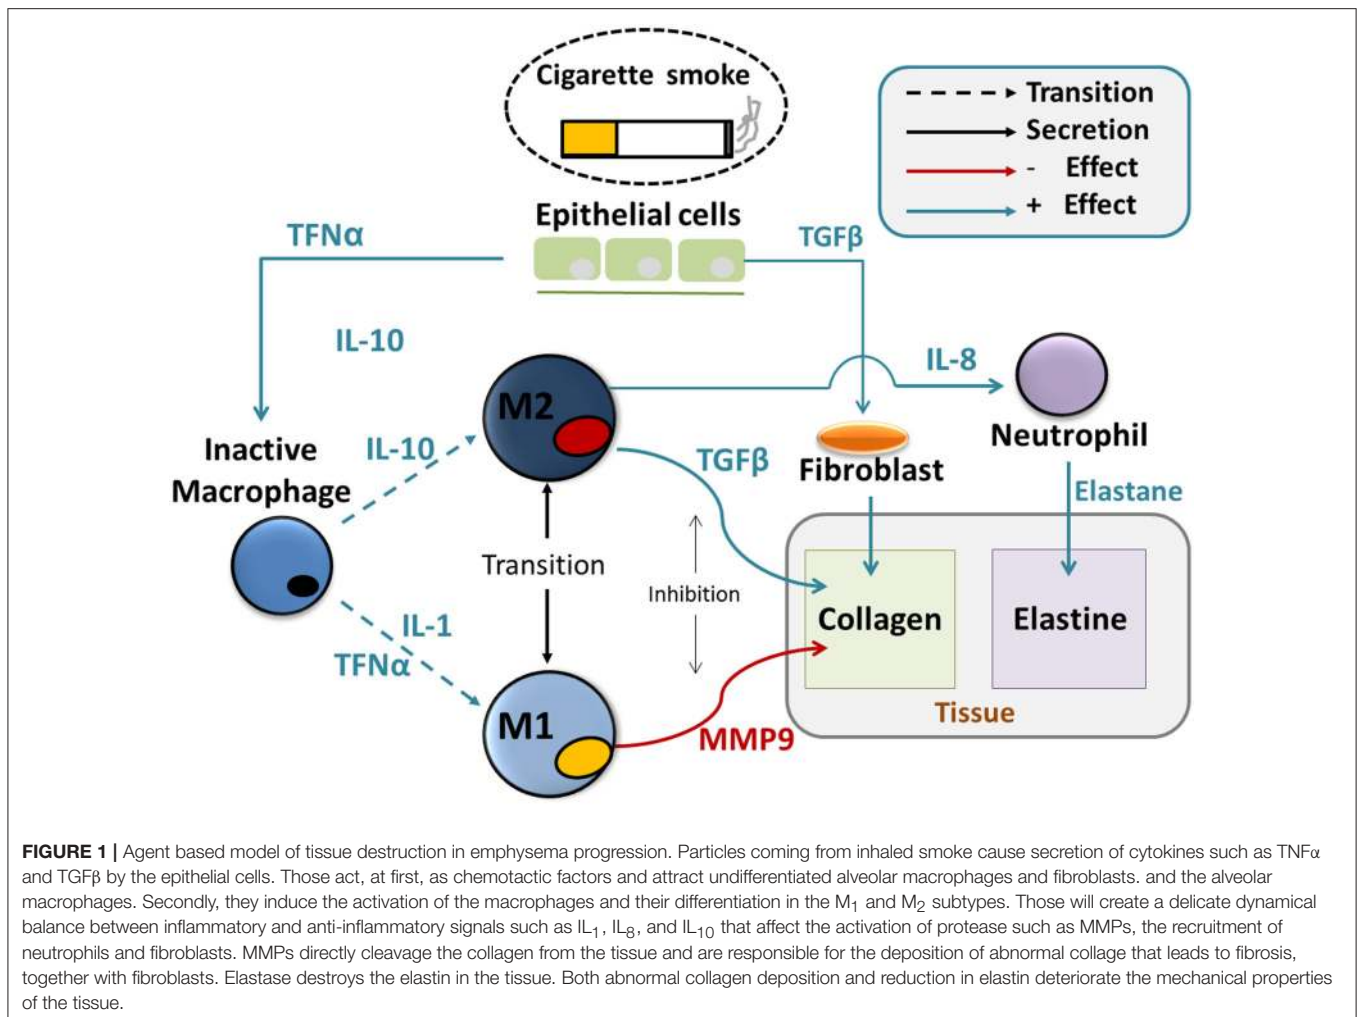 Cigarette smoke
Transition
Secretion
- Effect
+ Effect
Epithelial cells
TFNα
TGFβ
IL-10
IL-8
M2
Neutrophil
Inactive
Macrophage
IL-10
TGFβ
Fibroblast
Elastane
Transition
Inhibition
Collagen
Elastine
IL-1
TFNα
Tissue
M1
MMP9
FIGURE 1 | Agent based model of tissue destruction in emphysema progression. Particles coming from inhaled smoke cause secretion of cytokines such as TNFα
and TGFβ by the epithelial cells. Those act, at first, as chemotactic factors and attract undifferentiated alveolar macrophages and fibroblasts. and the alveolar
macrophages. Secondly, they induce the activation of the macrophages and their differentiation in the M1 and M2 subtypes. Those will create a delicate dynamical
balance between inflammatory and anti-inflammatory signals such as IL1, IL8, and IL10 that affect the activation of protease such as MMPs, the recruitment of
neutrophils and fibroblasts. MMPs directly cleavage the collagen from the tissue and are responsible for the deposition of abnormal collage that leads to fibrosis,
together with fibroblasts. Elastase destroys the elastin in the tissue. Both abnormal collagen deposition and reduction in elastin deteriorate the mechanical properties
of the tissue.